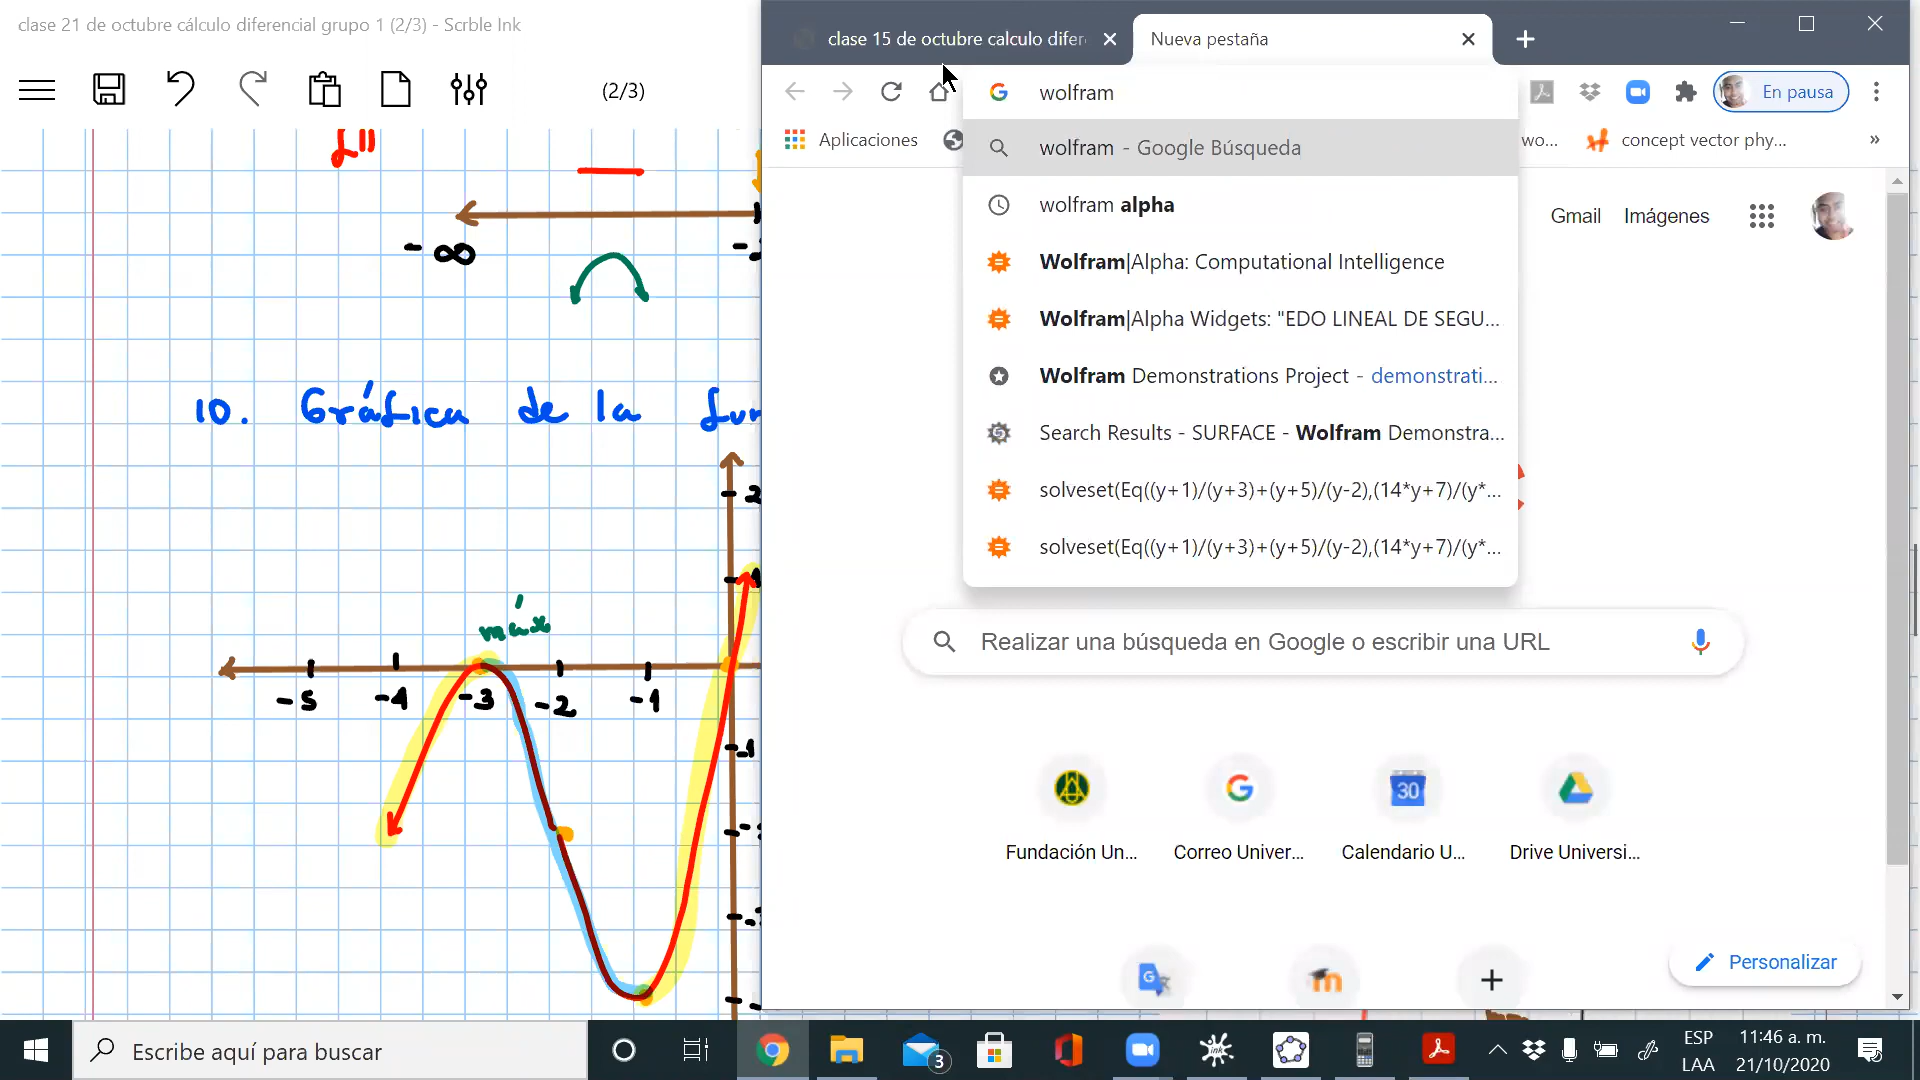 clase 21 de octubre cálculo diferencial grupo 1 (2/3) - Scrble Ink
(2/3)
f''
- ∞
10. Gráfica de la fun
2
máx
-5 -4 -3 -2 -1
-1
clase 15 de octubre calculo difer
Nueva pestaña
wolfram
En pausa
Aplicaciones
wo...
concept vector phy...
»
wolfram - Google Búsqueda
wolfram alpha
Wolfram|Alpha: Computational Intelligence
Wolfram|Alpha Widgets: "EDO LINEAL DE SEGU...
Wolfram Demonstrations Project - demonstrati...
Search Results - SURFACE - Wolfram Demonstra...
solveset(Eq((y+1)/(y+3)+(y+5)/(y-2),(14*y+7)/(y*...
solveset(Eq((y+1)/(y+3)+(y+5)/(y-2),(14*y+7)/(y*...
Gmail Imágenes
Realizar una búsqueda en Google o escribir una URL
30
Fundación Un...
Correo Univer...
Calendario U...
Drive Universi...
Personalizar
Escribe aquí para buscar
3
ink
ESP
LAA
11:46 a. m.
21/10/2020